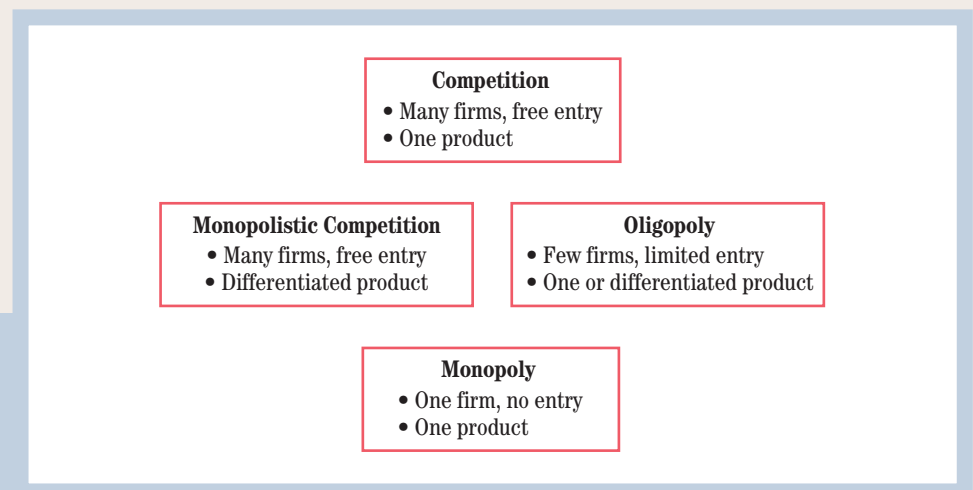 Competition
• Many firms, free entry
• One product
Monopolistic Competition
• Many firms, free entry
• Differentiated product
Oligopoly
• Few firms, limited entry
• One or differentiated product
Monopoly
• One firm, no entry
• One product